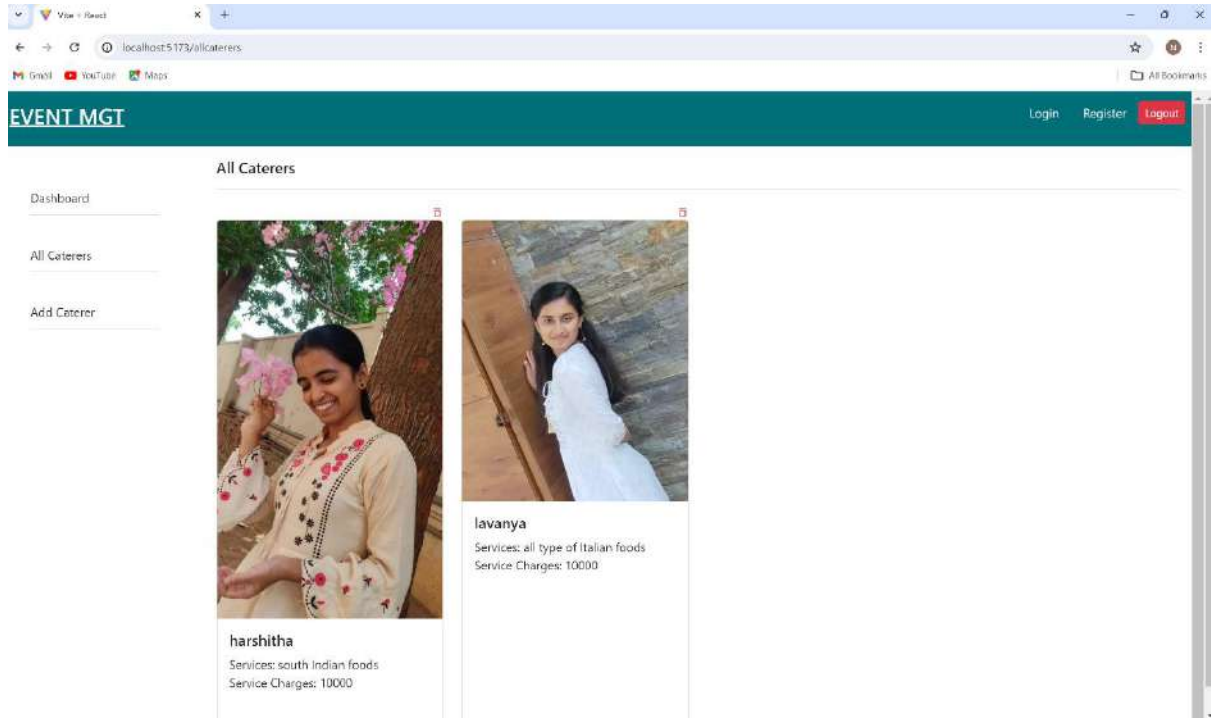 Vite + React
localhost:5173/allcaterers
Gmail
YouTube
Maps
All Bookmarks
EVENT MGT
Login
Register
Logout
All Caterers
Dashboard
All Caterers
Add Caterer
harshitha
Services: south Indian foods
Service Charges: 10000
lavanya
Services: all type of Italian foods
Service Charges: 10000